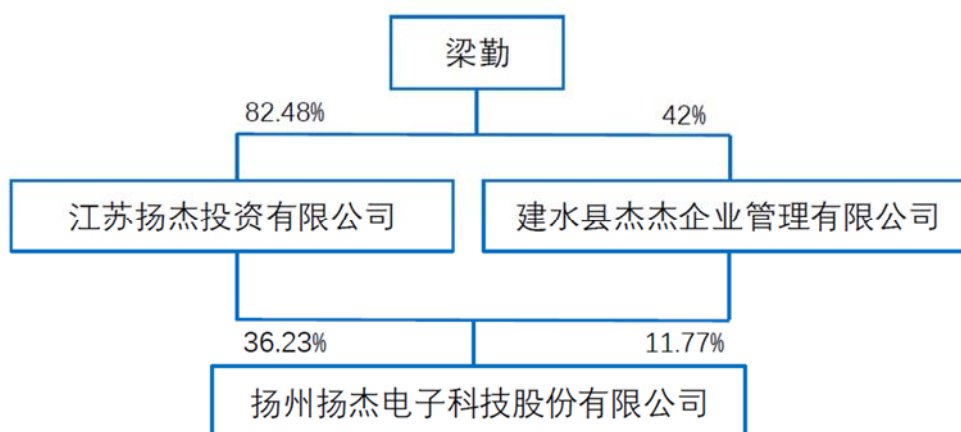 梁勤
82.48%
42%
江苏扬杰投资有限公司
建水县杰杰企业管理有限公司
36.23%
11.77%
扬州扬杰电子科技股份有限公司